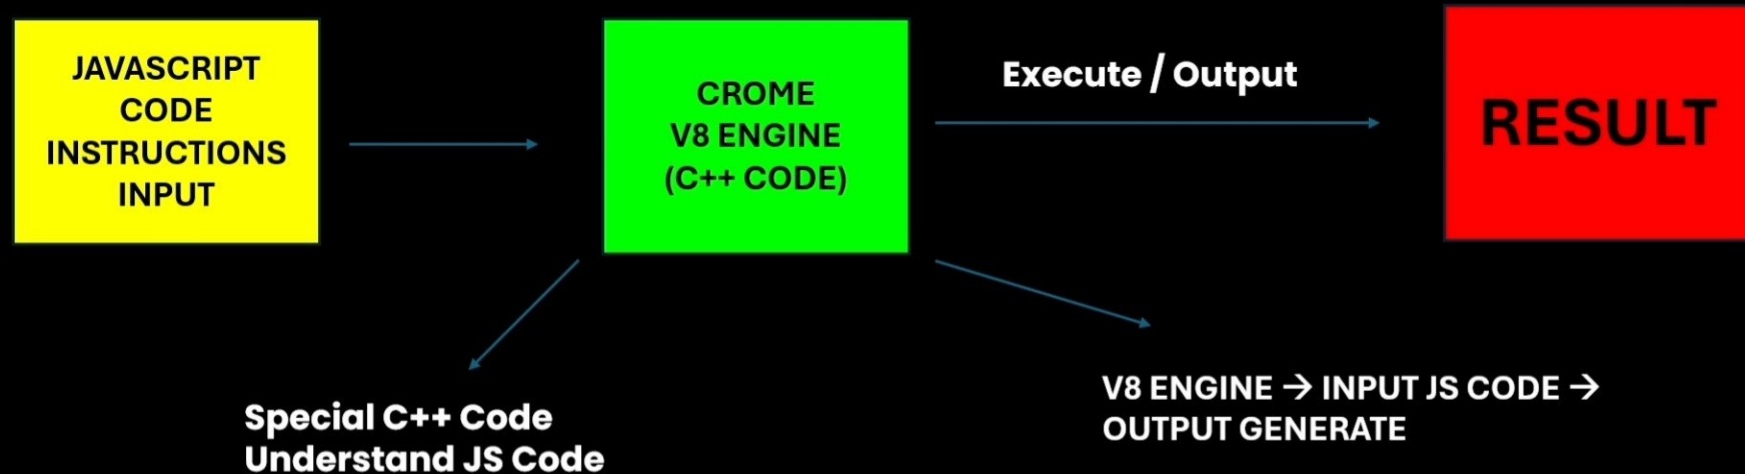 JAVASCRIPT
CODE
INSTRUCTIONS
INPUT
CROME
V8 ENGINE
(C++ CODE)
Execute / Output
RESULT
Special C++ Code
Understand JS Code
V8 ENGINE → INPUT JS CODE →
OUTPUT GENERATE